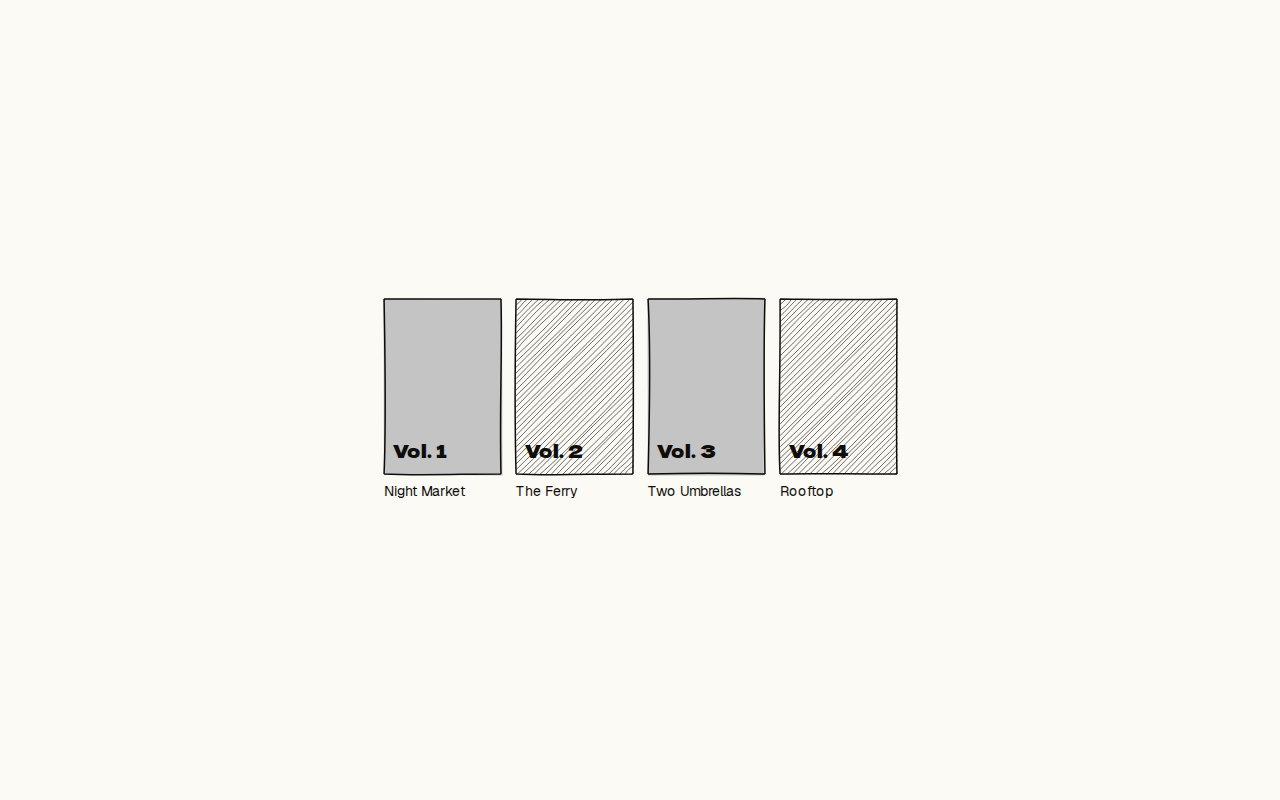 Vol. 1
Night Market
Vol. 2
The Ferry
Vol. 3
Two Umbrellas
Vol. 4
Rooftop